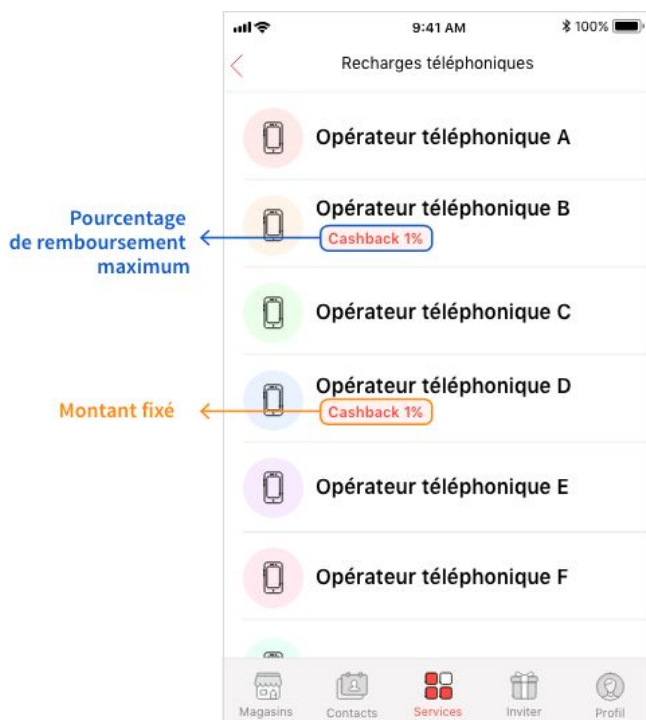 9:41 AM
100%
Recharges téléphoniques
Opérateur téléphonique A
Opérateur téléphonique B
Cashback 1%
Pourcentage
de remboursement
maximum
Opérateur téléphonique C
Opérateur téléphonique D
Cashback 1%
Montant fixé
Opérateur téléphonique E
Opérateur téléphonique F
Magasins
Contacts
Services
Inviter
Profil